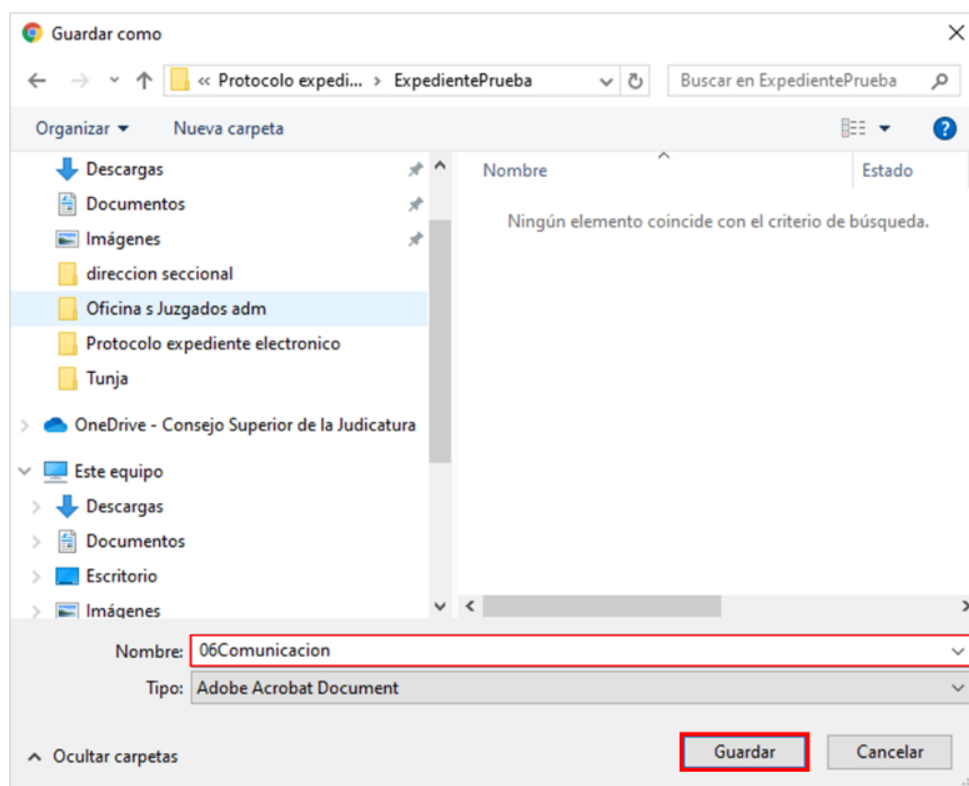 Guardar como
« Protocolo expedi... › ExpedientePrueba
Buscar en ExpedientePrueba
Organizar
Nueva carpeta
?
Descargas
Documentos
Imágenes
direccion seccional
Oficina s Juzgados adm
Protocolo expediente electronico
Tunja
OneDrive - Consejo Superior de la Judicatura
Este equipo
Descargas
Documentos
Escritorio
Imágenes
Nombre
Estado
Ningún elemento coincide con el criterio de búsqueda.
Nombre: 06Comunicacion
Tipo: Adobe Acrobat Document
Ocultar carpetas
Guardar
Cancelar